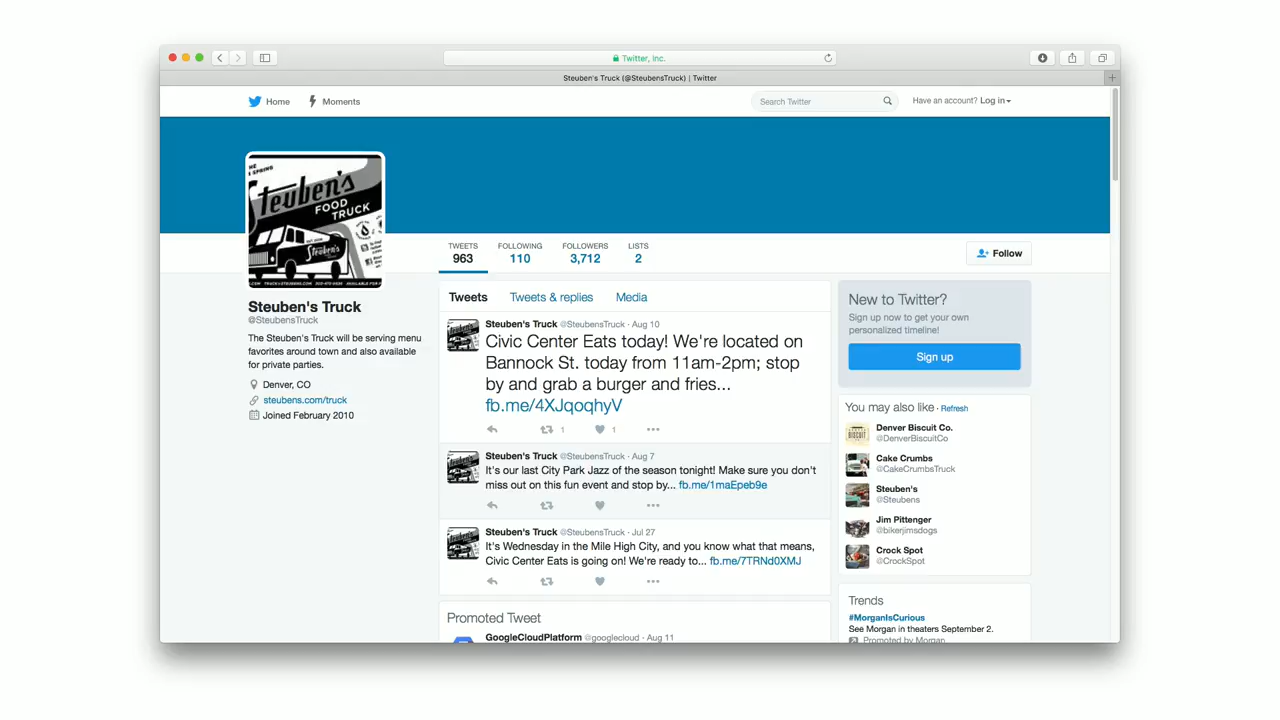 Twitter, Inc.
Steuben's Truck (@SteubensTruck) | Twitter
Home
Moments
Search Twitter
Have an account? Log in
Steuben's
FOOD
TRUCK
Steuben's
TWEETS
963
FOLLOWING
110
FOLLOWERS
3,712
LISTS
2
Follow
Steuben's Truck
@SteubensTruck
The Steuben's Truck will be serving menu
favorites around town and also available
for private parties.
Denver, CO
steubens.com/truck
Joined February 2010
Tweets
Tweets & replies
Media
Steuben's Truck @SteubensTruck · Aug 10
Civic Center Eats today! We're located on
Bannock St. today from 11am-2pm; stop
by and grab a burger and fries...
fb.me/4XJqoqhyV
1
1
Steuben's Truck @SteubensTruck · Aug 7
It's our last City Park Jazz of the season tonight! Make sure you don't
miss out on this fun event and stop by... fb.me/1maEpeb9e
Steuben's Truck @SteubensTruck · Jul 27
It's Wednesday in the Mile High City, and you know what that means,
Civic Center Eats is going on! We're ready to... fb.me/7TRNd0XMJ
Promoted Tweet
GoogleCloudPlatform @googlecloud · Aug 11
New to Twitter?
Sign up now to get your own
personalized timeline!
Sign up
You may also like · Refresh
Denver Biscuit Co.
@DenverBiscuitCo
Cake Crumbs
@CakeCrumbsTruck
Steuben's
@Steubens
Jim Pittenger
@bikerjimsdogs
Crock Spot
@CrockSpot
Trends
#MorganIsCurious
See Morgan in theaters September 2.
Promoted by Morgan